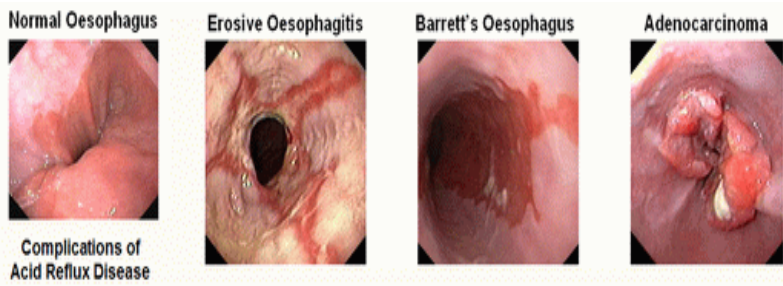 Normal Oesophagus
Erosive Oesophagitis
Barrett's Oesophagus
Adenocarcinoma
Complications of
Acid Reflux Disease